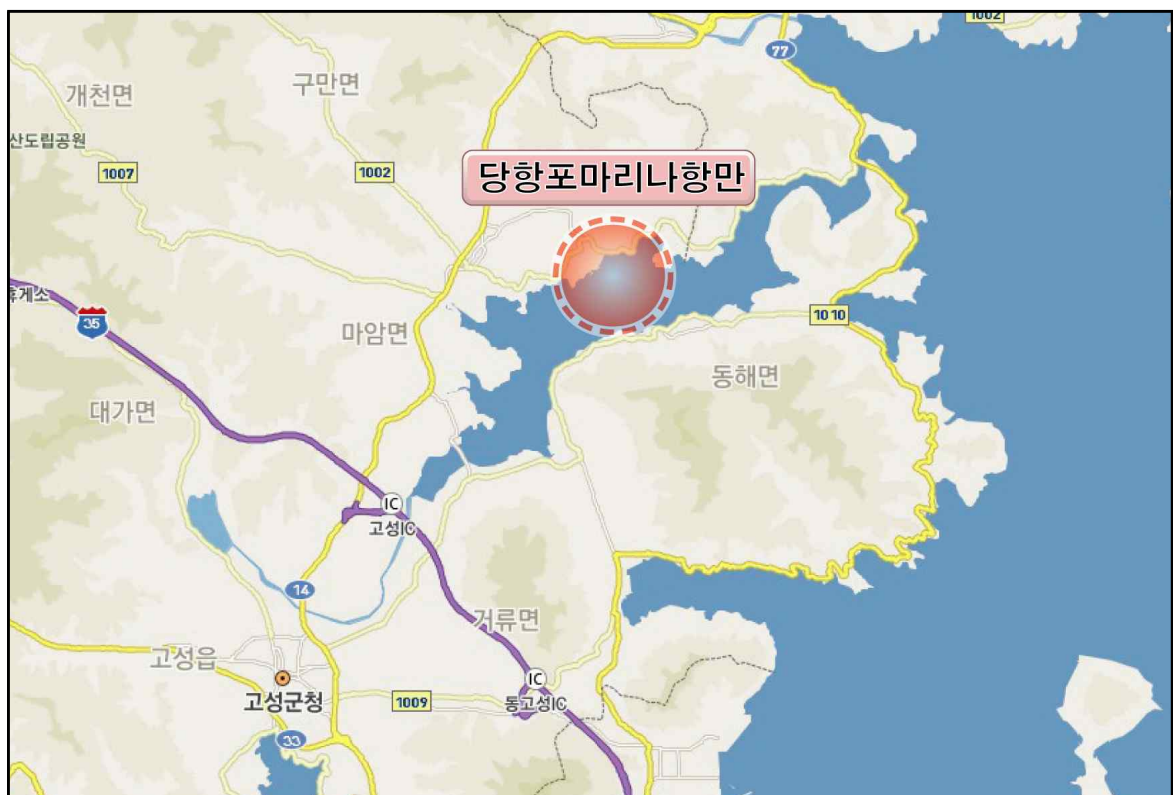 1002
77
구만면
개천면
산도립공원
1007
1002
당항포마리나항만
휴게소
35
마암면
1010
동해면
대가면
IC
고성IC
14
거류면
고성읍
IC
고성군청
1009
동고성IC
33